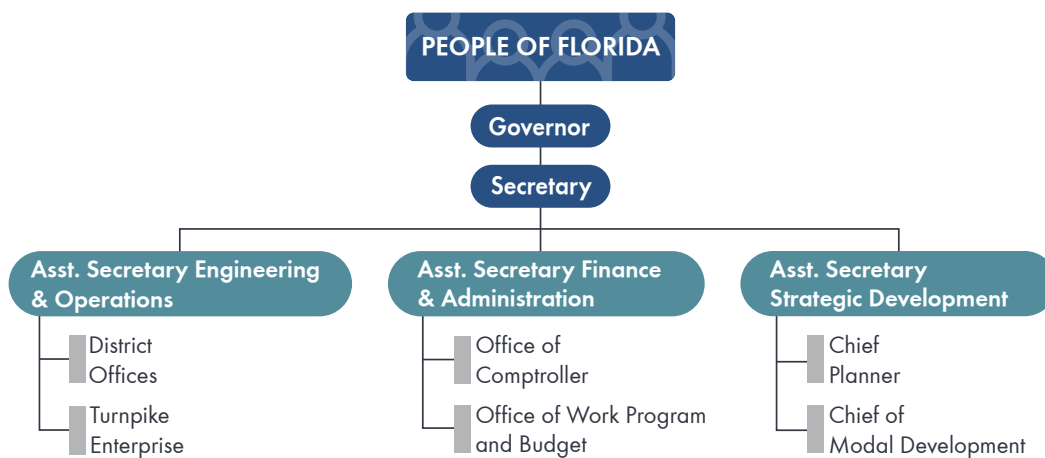 PEOPLE OF FLORIDA
Governor
Secretary
Asst. Secretary Engineering
& Operations
District
Offices
Turnpike
Enterprise
Asst. Secretary Finance
& Administration
Office of
Comptroller
Office of Work Program
and Budget
Asst. Secretary
Strategic Development
Chief
Planner
Chief of
Modal Development